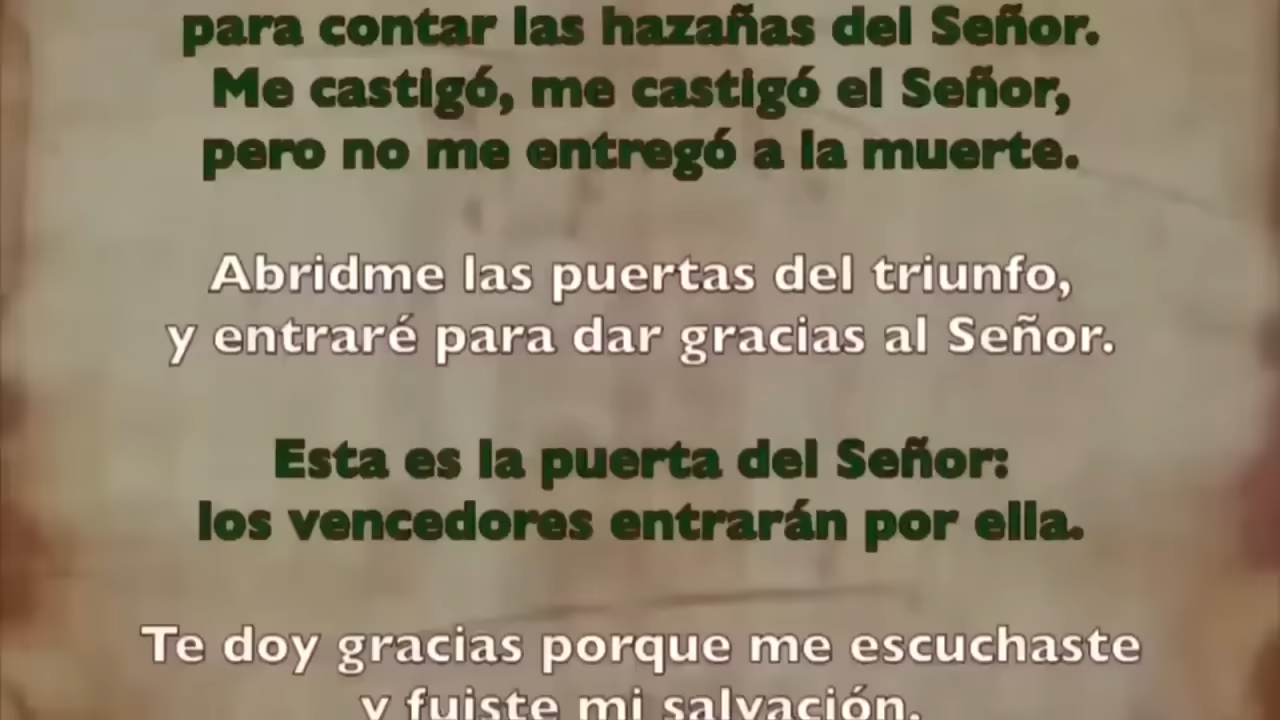 para contar las hazañas del Señor.
Me castigó, me castigó el Señor,
pero no me entregó a la muerte.
Abridme las puertas del triunfo,
y entraré para dar gracias al Señor.
Esta es la puerta del Señor:
los vencedores entrarán por ella.
Te doy gracias porque me escuchaste
y fuiste mi salvación.